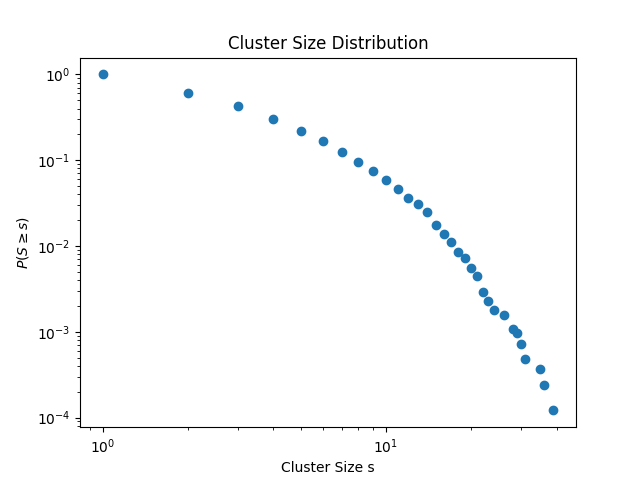 Cluster Size Distribution
10⁰
10⁻¹
10⁻²
10⁻³
10⁻⁴
P(S ≥ s)
10⁰ 10¹
Cluster Size s